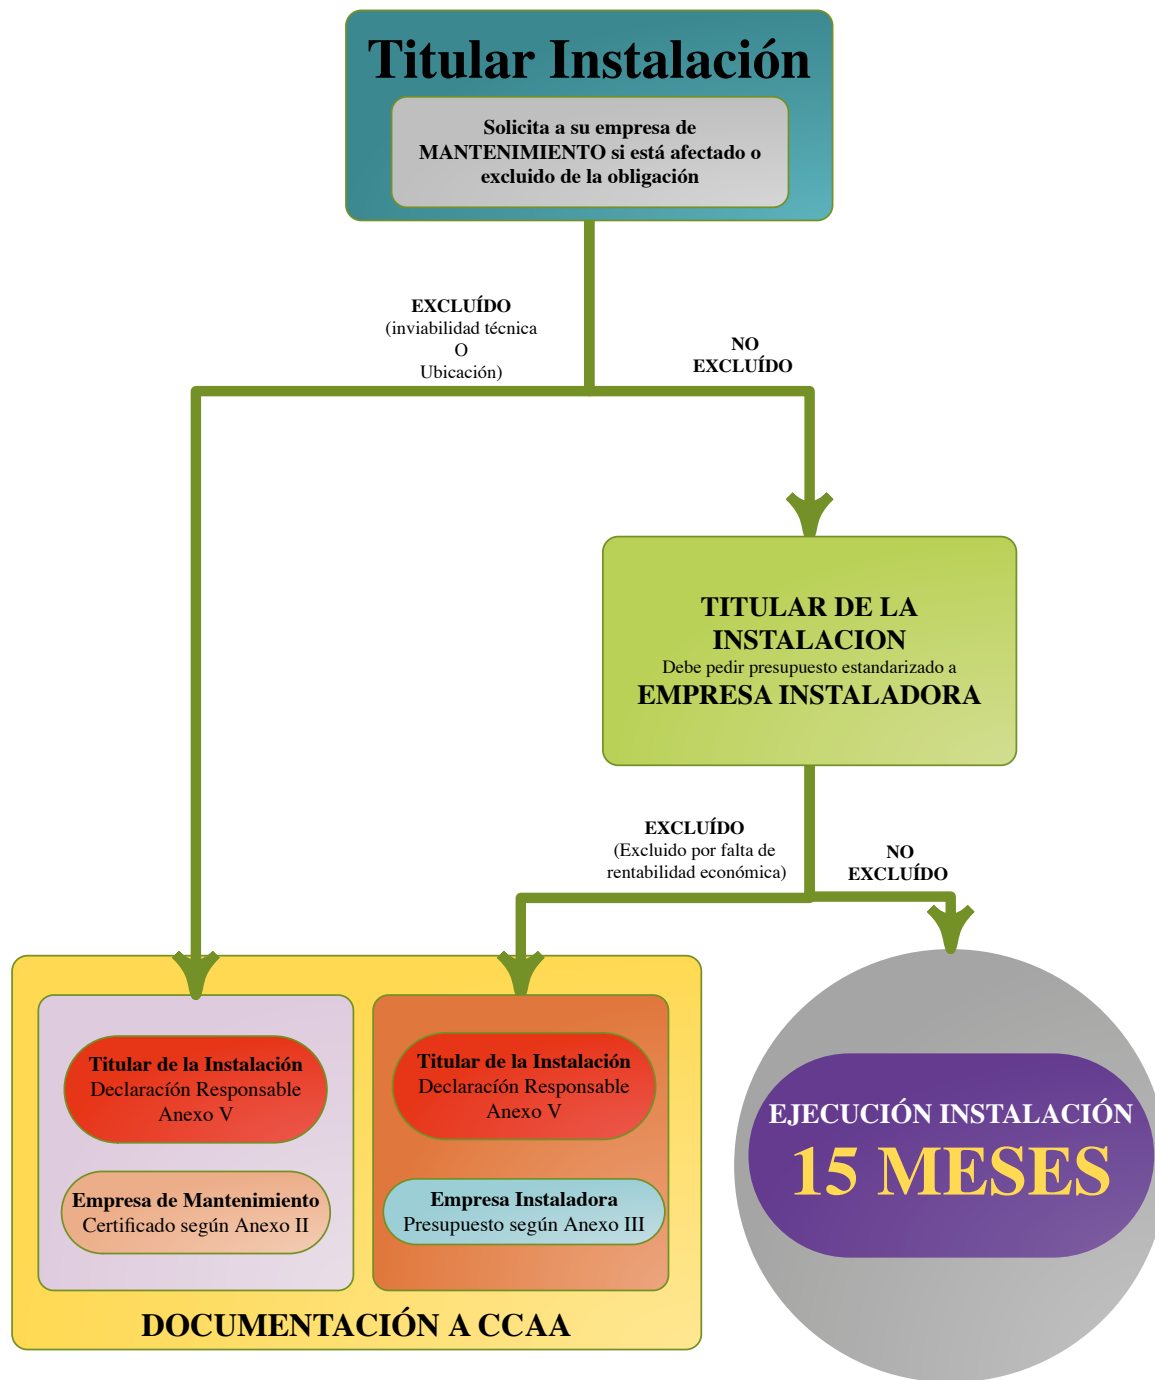 Titular Instalación
Solicita a su empresa de
MANTENIMIENTO si está afectado o
excluido de la obligación
EXCLUÍDO
(inviabilidad técnica
O
Ubicación)
NO
EXCLUÍDO
TITULAR DE LA
INSTALACION
Debe pedir presupuesto estandarizado a
EMPRESA INSTALADORA
EXCLUÍDO
(Excluido por falta de
rentabilidad económica)
NO
EXCLUÍDO
Titular de la Instalación
Declaracíón Responsable
Anexo V
Empresa de Mantenimiento
Certificado según Anexo II
Titular de la Instalación
Declaracíón Responsable
Anexo V
Empresa Instaladora
Presupuesto según Anexo III
DOCUMENTACIÓN A CCAA
EJECUCIÓN INSTALACIÓN
15 MESES